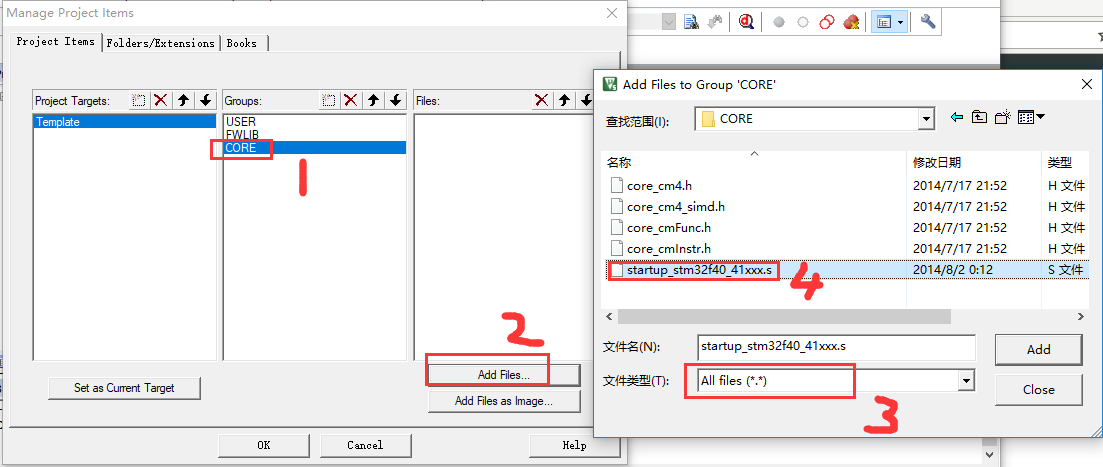 Manage Project Items
Project Items Folders/Extensions Books
Project Targets: Groups: Files:
Template
USER
FWLIB
CORE
1
2
Add Files...
Set as Current Target
Add Files as Image...
OK Cancel Help
Add Files to Group 'CORE'
查找范围(I): CORE
名称 修改日期 类型
core_cm4.h 2014/7/17 21:52 H 文件
core_cm4_simd.h 2014/7/17 21:52 H 文件
core_cmFunc.h 2014/7/17 21:52 H 文件
core_cmInstr.h 2014/7/17 21:52 H 文件
startup_stm32f40_41xxx.s 2014/8/2 0:12 S 文件
4
文件名(N): startup_stm32f40_41xxx.s Add
文件类型(T): All files (*.*) Close
3